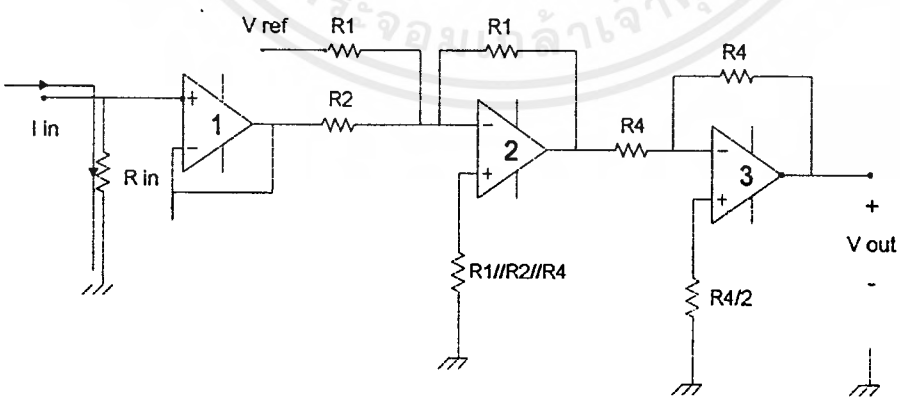 V ref
R1
R1
R4
I in
R in
+
-
1
R2
-
+
2
R4
-
+
3
R1//R2//R4
R4/2
+
V out
-